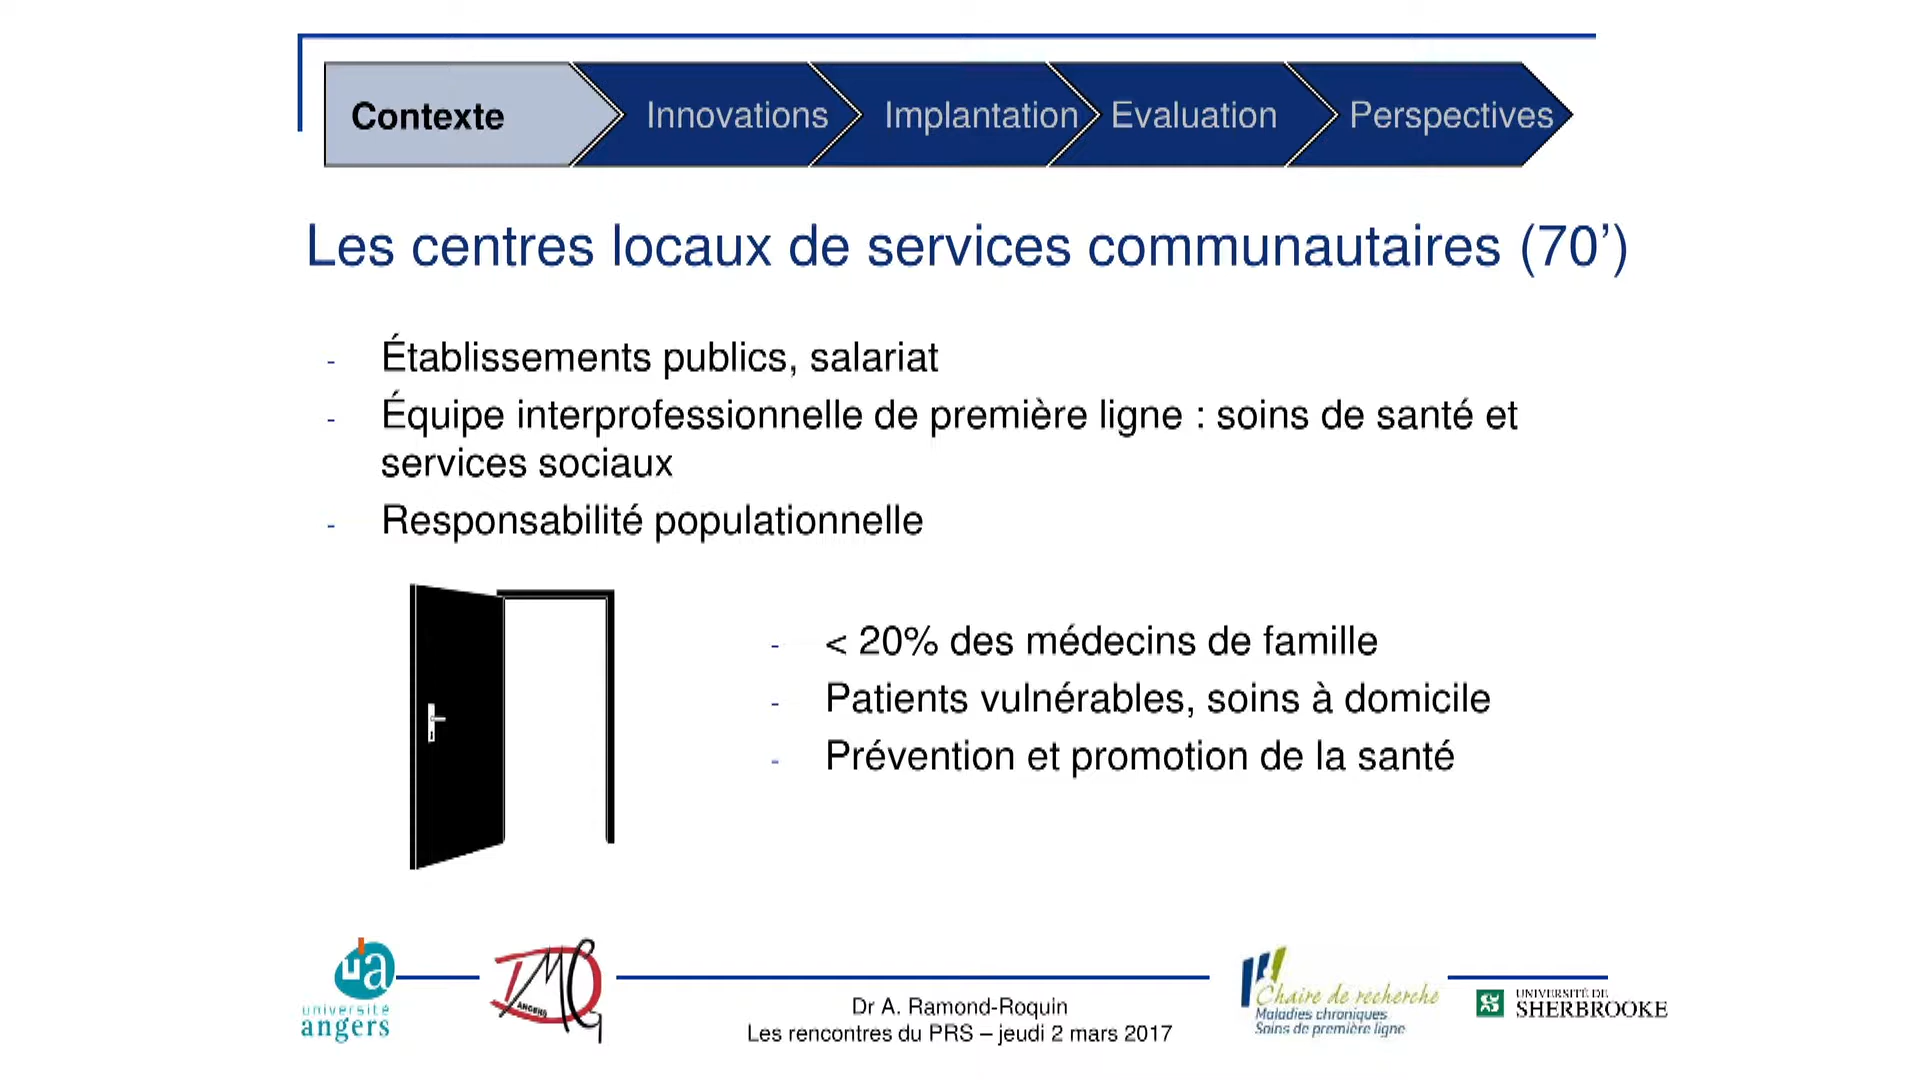 Contexte
Innovations
Implantation
Evaluation
Perspectives
Les centres locaux de services communautaires (70’)
- Établissements publics, salariat
- Équipe interprofessionnelle de première ligne : soins de santé et
services sociaux
- Responsabilité populationnelle
- < 20% des médecins de famille
- Patients vulnérables, soins à domicile
- Prévention et promotion de la santé
ua
université
angers
DMG
ANGERS
Dr A. Ramond-Roquin
Les rencontres du PRS – jeudi 2 mars 2017
Chaire de recherche
Maladies chroniques
Soins de première ligne
UNIVERSITÉ DE
SHERBROOKE